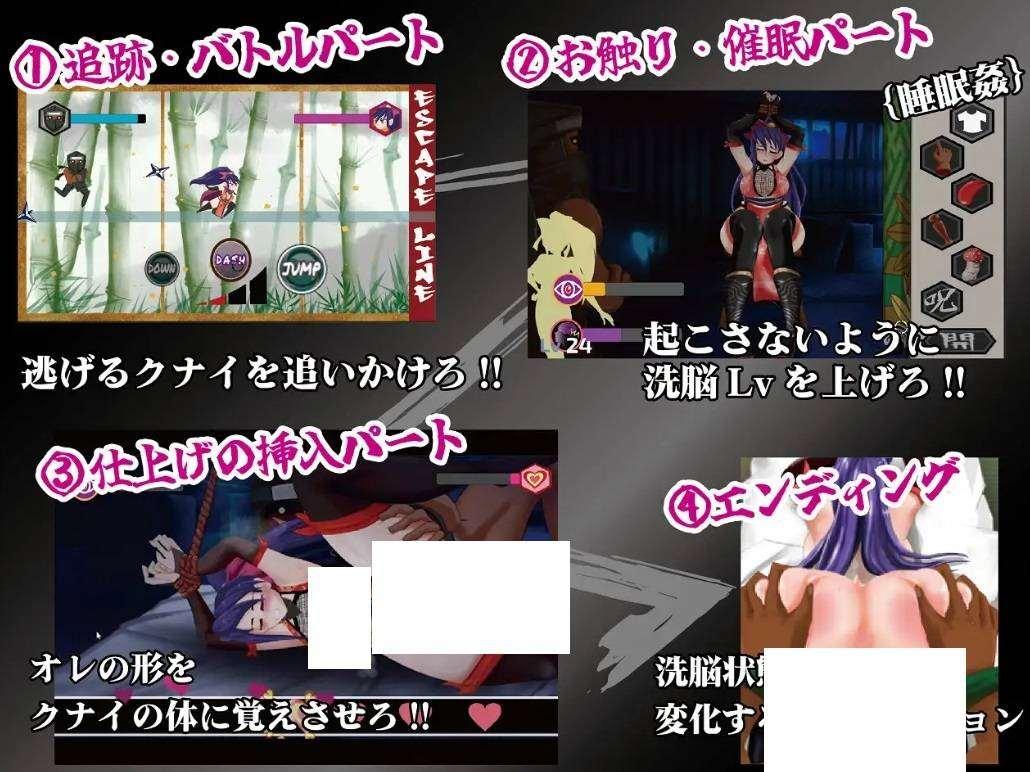 ①追跡・バトルパート
ESCAPE LINE
DOWN
DASH
JUMP
逃げるクナイを追いかけろ!!
②お触り・催眠パート
{睡眠姦}
呪
開
24
起こさないように
洗脳Lvを上げろ!!
③仕上げの挿入パート
オレの形を
クナイの体に覚えさせろ!!
④エンディング
洗脳状
変化す
ョン